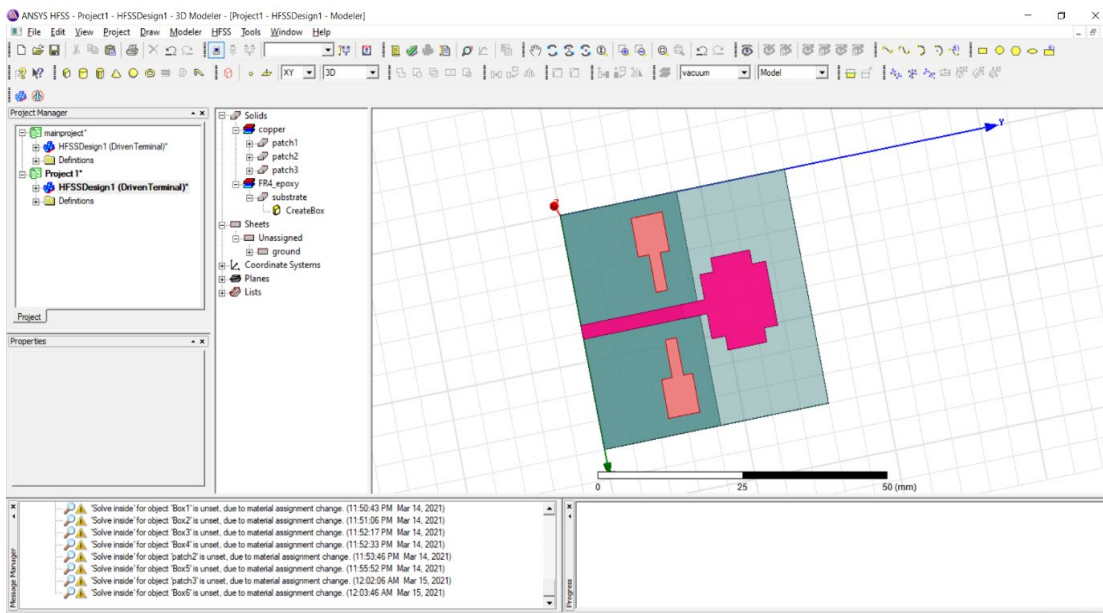 ANSYS HFSS - Project1 - HFSSDesign1 - 3D Modeler - [Project1 - HFSSDesign1 - Modeler]
File Edit View Project Draw Modeler HFSS Tools Window Help
XY 3D vacuum Model
Project Manager
mainproject*
HFSSDesign1 (DrivenTerminal)*
Definitions
Project1*
HFSSDesign1 (DrivenTerminal)*
Definitions
Project
Properties
Solids
copper
patch1
patch2
patch3
FR4_epoxy
substrate
CreateBox
Sheets
Unassigned
ground
Coordinate Systems
Planes
Lists
Y
0 25 50 (mm)
Message Manager
'Solve inside' for object 'Box1' is unset, due to material assignment change. (11:50:43 PM Mar 14, 2021)
'Solve inside' for object 'Box2' is unset, due to material assignment change. (11:51:06 PM Mar 14, 2021)
'Solve inside' for object 'Box3' is unset, due to material assignment change. (11:52:17 PM Mar 14, 2021)
'Solve inside' for object 'Box4' is unset, due to material assignment change. (11:52:33 PM Mar 14, 2021)
'Solve inside' for object 'patch2' is unset, due to material assignment change. (11:53:46 PM Mar 14, 2021)
'Solve inside' for object 'Box5' is unset, due to material assignment change. (11:55:52 PM Mar 14, 2021)
'Solve inside' for object 'patch3' is unset, due to material assignment change. (12:02:06 AM Mar 15, 2021)
'Solve inside' for object 'Box6' is unset, due to material assignment change. (12:03:46 AM Mar 15, 2021)
Progress